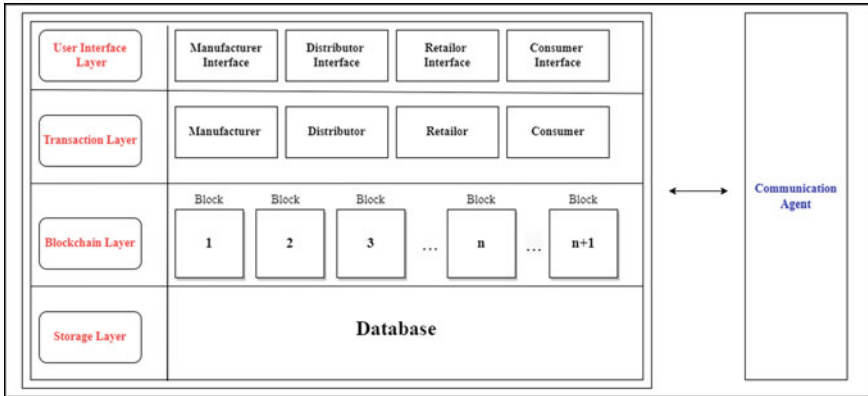 User Interface
Layer
Manufacturer
Interface
Distributor
Interface
Retailor
Interface
Consumer
Interface
Transaction Layer
Manufacturer
Distributor
Retailor
Consumer
Communication
Agent
Blockchain Layer
Block
1
Block
2
Block
3
...
Block
n
...
Block
n+1
Storage Layer
Database